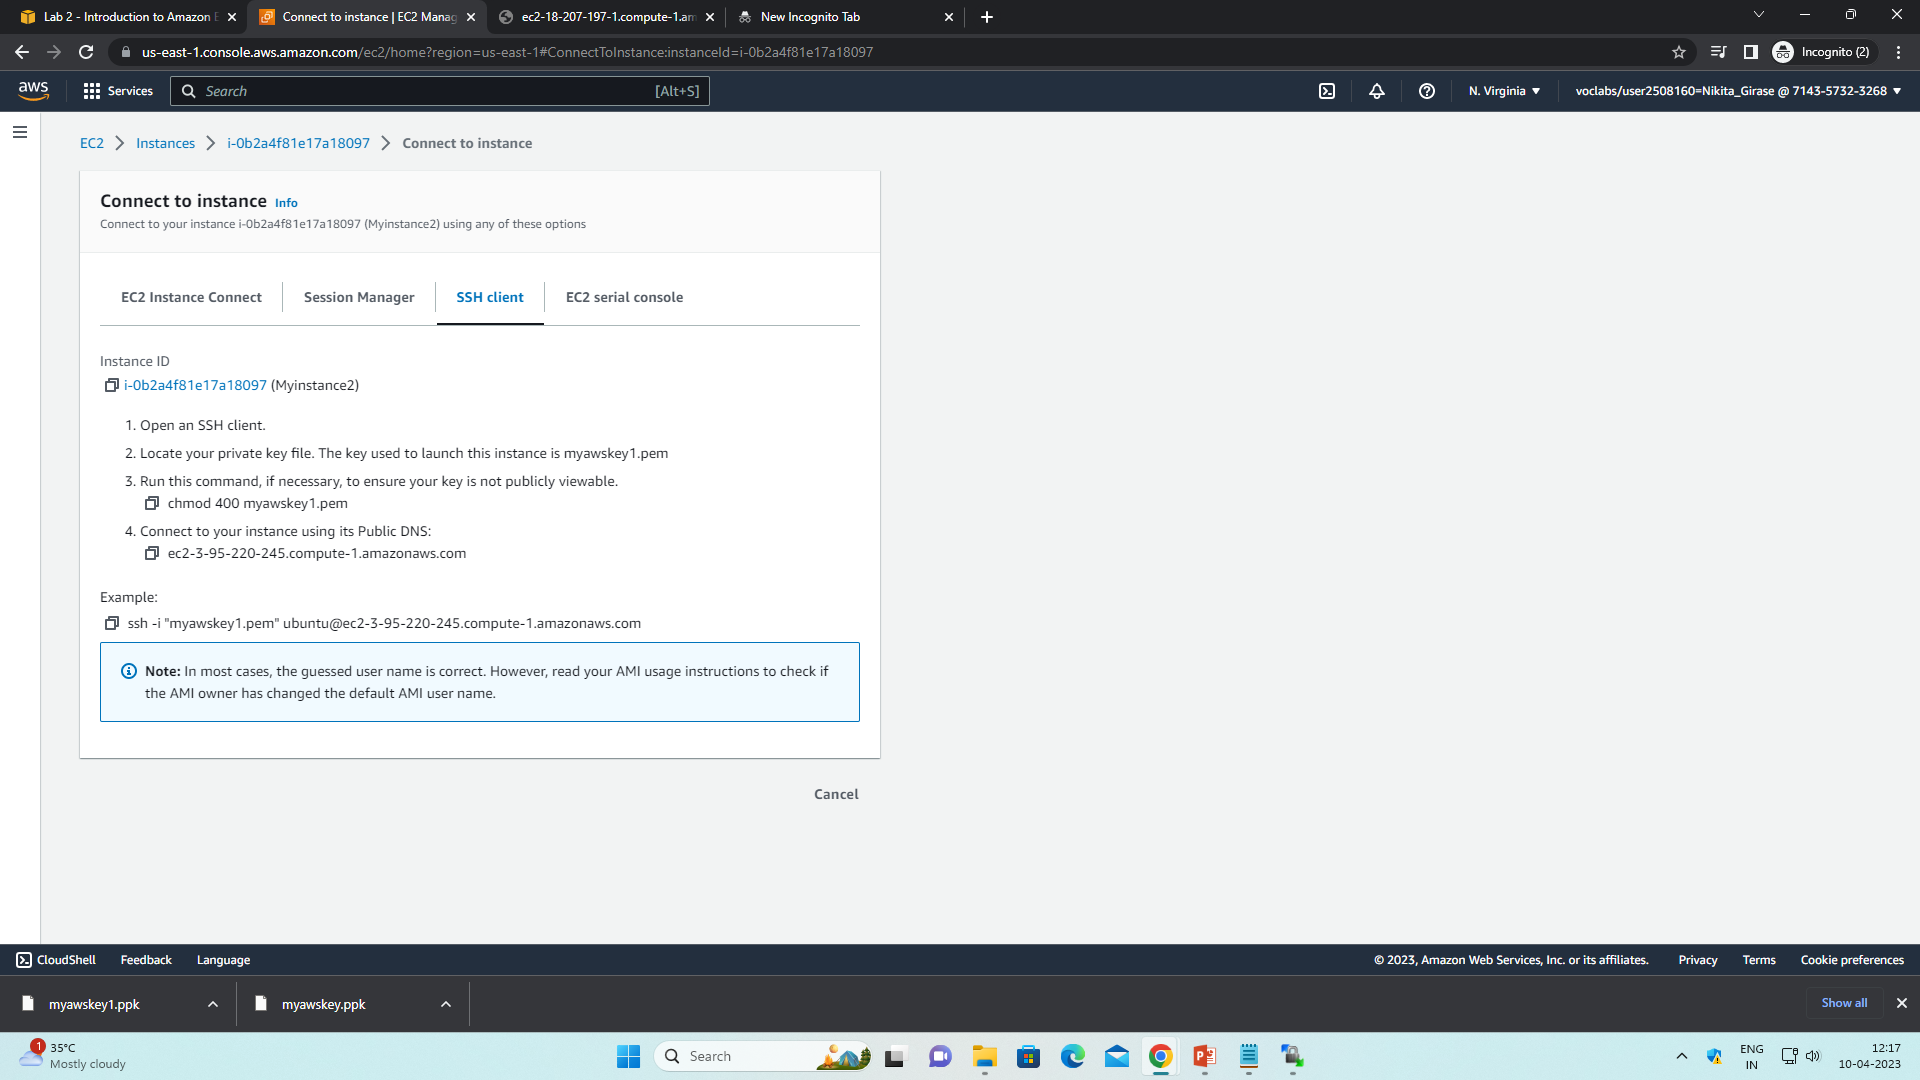 Lab 2 - Introduction to Amazon E
Connect to instance | EC2 Manag
ec2-18-207-197-1.compute-1.am
New Incognito Tab
us-east-1.console.aws.amazon.com/ec2/home?region=us-east-1#ConnectToInstance:instanceId=i-0b2a4f81e17a18097
Incognito (2)
aws
Services
Search
[Alt+S]
N. Virginia
voclabs/user2508160=Nikita_Girase @ 7143-5732-3268
EC2
Instances
i-0b2a4f81e17a18097
Connect to instance
Connect to instance Info
Connect to your instance i-0b2a4f81e17a18097 (Myinstance2) using any of these options
EC2 Instance Connect
Session Manager
SSH client
EC2 serial console
Instance ID
i-0b2a4f81e17a18097 (Myinstance2)
1. Open an SSH client.
2. Locate your private key file. The key used to launch this instance is myawskey1.pem
3. Run this command, if necessary, to ensure your key is not publicly viewable.
chmod 400 myawskey1.pem
4. Connect to your instance using its Public DNS:
ec2-3-95-220-245.compute-1.amazonaws.com
Example:
ssh -i "myawskey1.pem" ubuntu@ec2-3-95-220-245.compute-1.amazonaws.com
Note: In most cases, the guessed user name is correct. However, read your AMI usage instructions to check if
the AMI owner has changed the default AMI user name.
Cancel
CloudShell
Feedback
Language
© 2023, Amazon Web Services, Inc. or its affiliates.
Privacy
Terms
Cookie preferences
myawskey1.ppk
myawskey.ppk
Show all
1
35°C
Mostly cloudy
Search
ENG
IN
12:17
10-04-2023